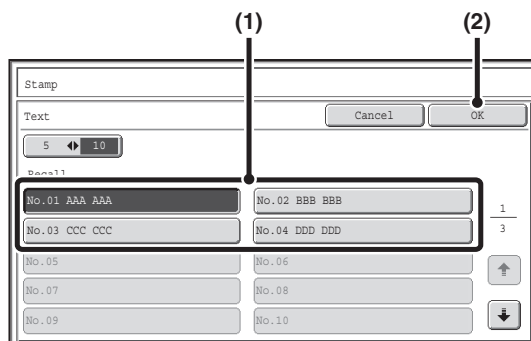 (1) (2)
Stamp
Text Cancel OK
5 10
Recall
No.01 AAA AAA No.02 BBB BBB
1
No.03 CCC CCC No.04 DDD DDD
3
No.05 No.06
No.07 No.08
No.09 No.10